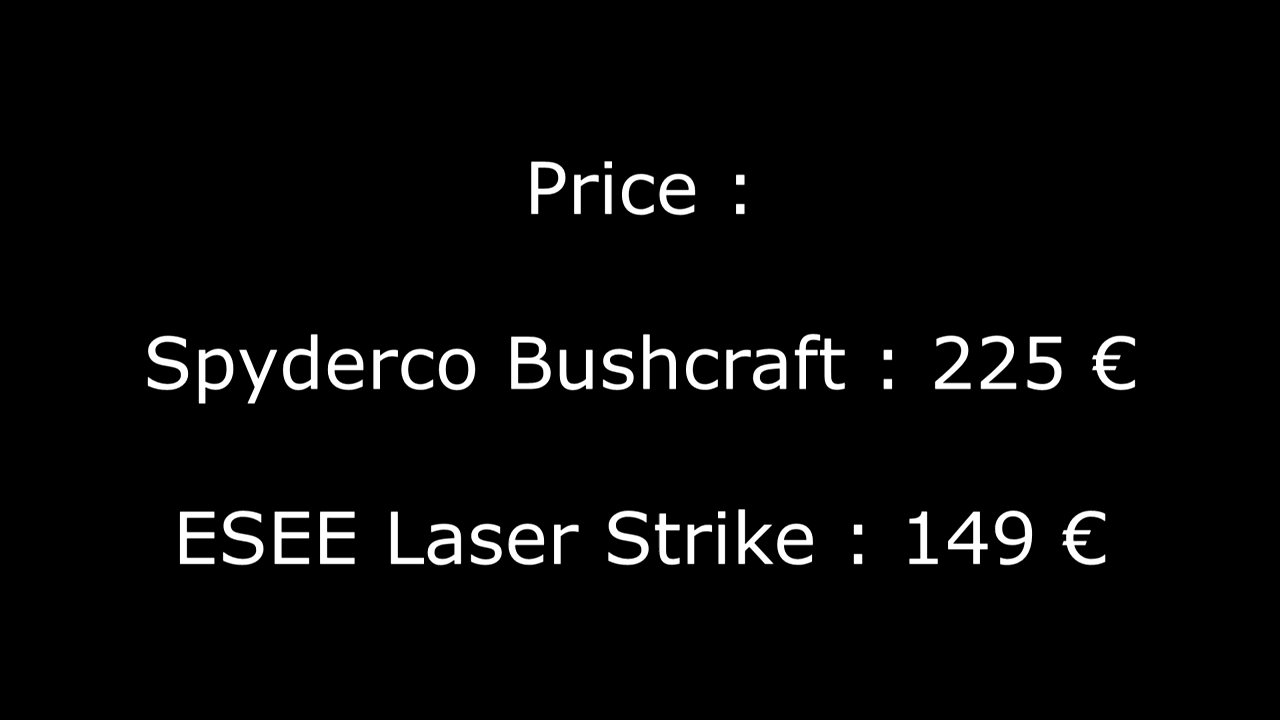 Price :
Spyderco Bushcraft : 225 €
ESEE Laser Strike : 149 €